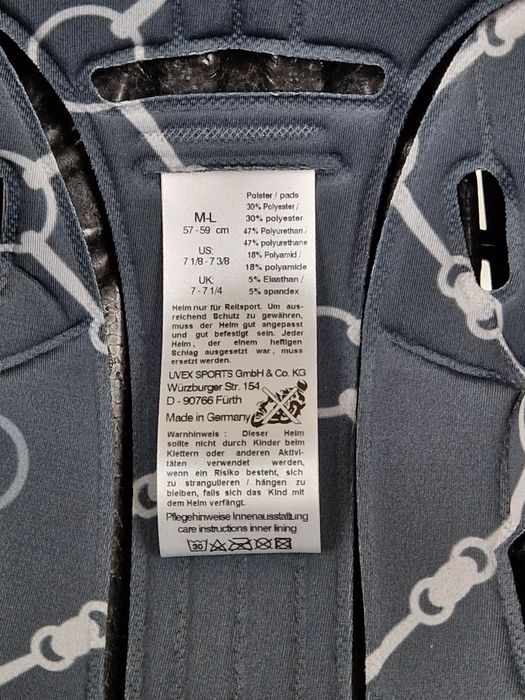 M-L
57 - 59 cm
US:
7 1/8 - 7 3/8
UK:
7 - 7 1/4
Polster / pads
30% Polyester /
30% polyester
47% Polyurethan /
47% polyurethane
18% Polyamid /
18% polyamide
5% Elasthan /
5% spandex
Helm nur für Reitsport. Um aus-
reichend Schutz zu gewähren,
muss der Helm gut angepasst
und gut befestigt sein. Jeder
Helm , der einem heftigen
Schlag ausgesetzt war , muss
ersetzt werden.
UVEX SPORTS GmbH & Co. KG
Würzburger Str. 154
D - 90766 Fürth
Made in Germany
Warnhinweis : Dieser Helm
sollte nicht durch Kinder beim
Klettern oder anderen Aktivi-
täten verwendet werden,
wenn ein Risiko besteht, sich
zu strangulieren / hängen zu
bleiben, falls sich das Kind mit
dem Helm verfängt.
Pflegehinweise Innenausstattung
care instructions inner lining
30